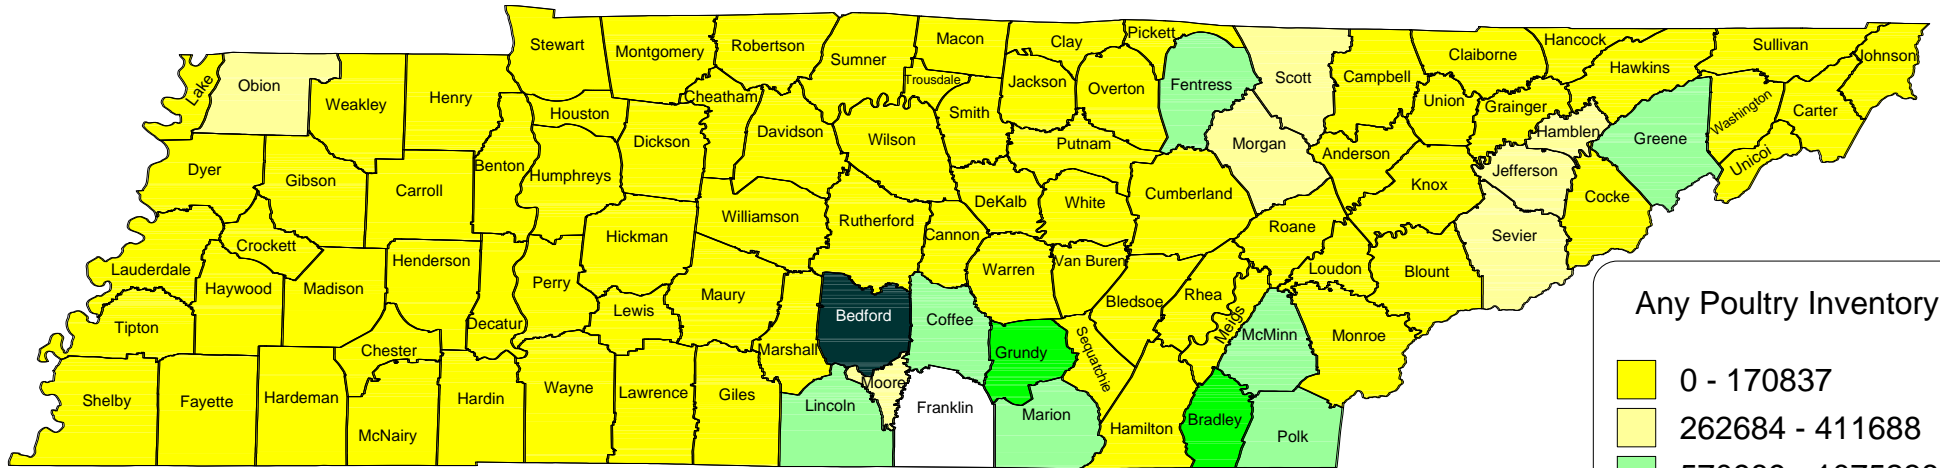 Stewart
Montgomery
Robertson
Sumner
Macon
Clay
Pickett
Fentress
Scott
Campbell
Claiborne
Hancock
Hawkins
Sullivan
Johnson
Lake
Obion
Weakley
Henry
Houston
Cheatham
Trousdale
Jackson
Overton
Union
Grainger
Washington
Carter
Dickson
Davidson
Wilson
Smith
Putnam
Morgan
Anderson
Hamblen
Greene
Unicoi
Dyer
Gibson
Carroll
Benton
Humphreys
Williamson
Rutherford
DeKalb
White
Cumberland
Knox
Jefferson
Cocke
Crockett
Hickman
Cannon
Roane
Sevier
Lauderdale
Haywood
Madison
Henderson
Perry
Lewis
Maury
Warren
Van Buren
Bledsoe
Rhea
Meigs
Loudon
Blount
Tipton
Decatur
Bedford
Coffee
Grundy
Sequatchie
McMinn
Monroe
Chester
Marshall
Moore
Shelby
Fayette
Hardeman
McNairy
Hardin
Wayne
Lawrence
Giles
Lincoln
Franklin
Marion
Hamilton
Bradley
Polk
Any Poultry Inventory
0 - 170837
262684 - 411688